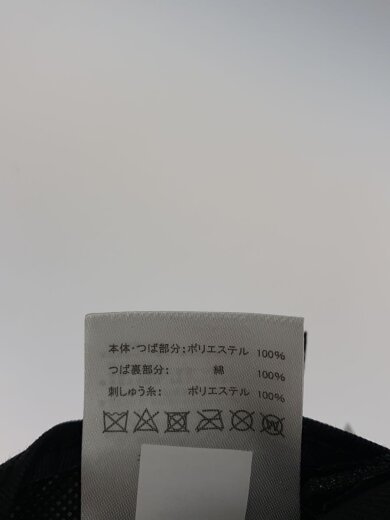 本体・つば部分:ポリエステル 100%
つば裏部分: 綿 100%
刺しゅう糸: ポリエステル 100%